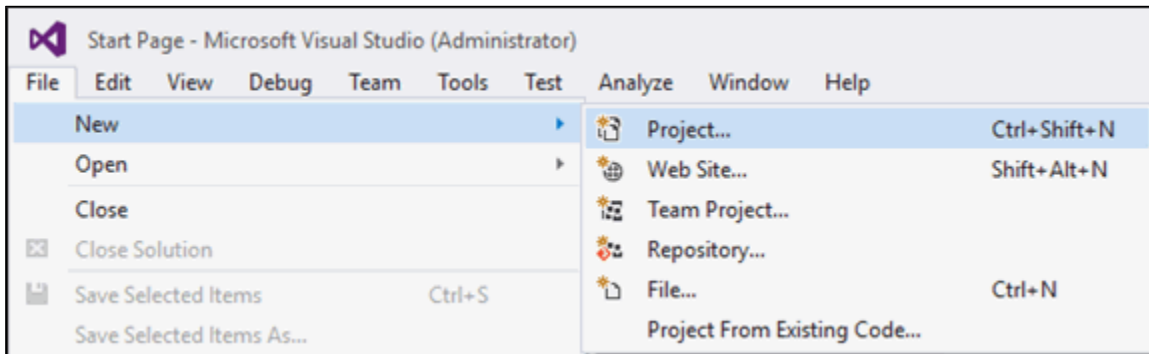 Start Page - Microsoft Visual Studio (Administrator)
File Edit View Debug Team Tools Test Analyze Window Help
New
Open
Close
Close Solution
Save Selected Items Ctrl+S
Save Selected Items As...
Project... Ctrl+Shift+N
Web Site... Shift+Alt+N
Team Project...
Repository...
File... Ctrl+N
Project From Existing Code...